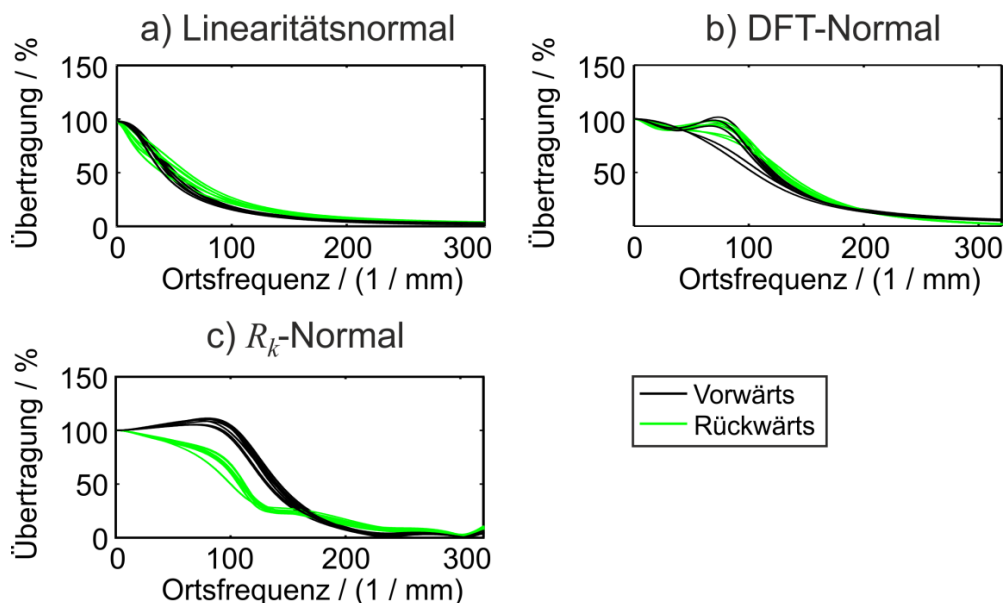 a) Linearitätsnormal
Übertragung / %
150
100
50
0
0 100 200 300
Ortsfrequenz / (1 / mm)
b) DFT-Normal
Übertragung / %
150
100
50
0 100 200 300
Ortsfrequenz / (1 / mm)
c) Rk-Normal
Übertragung / %
150
100
50
0
0 100 200 300
Ortsfrequenz / (1 / mm)
Vorwärts
Rückwärts